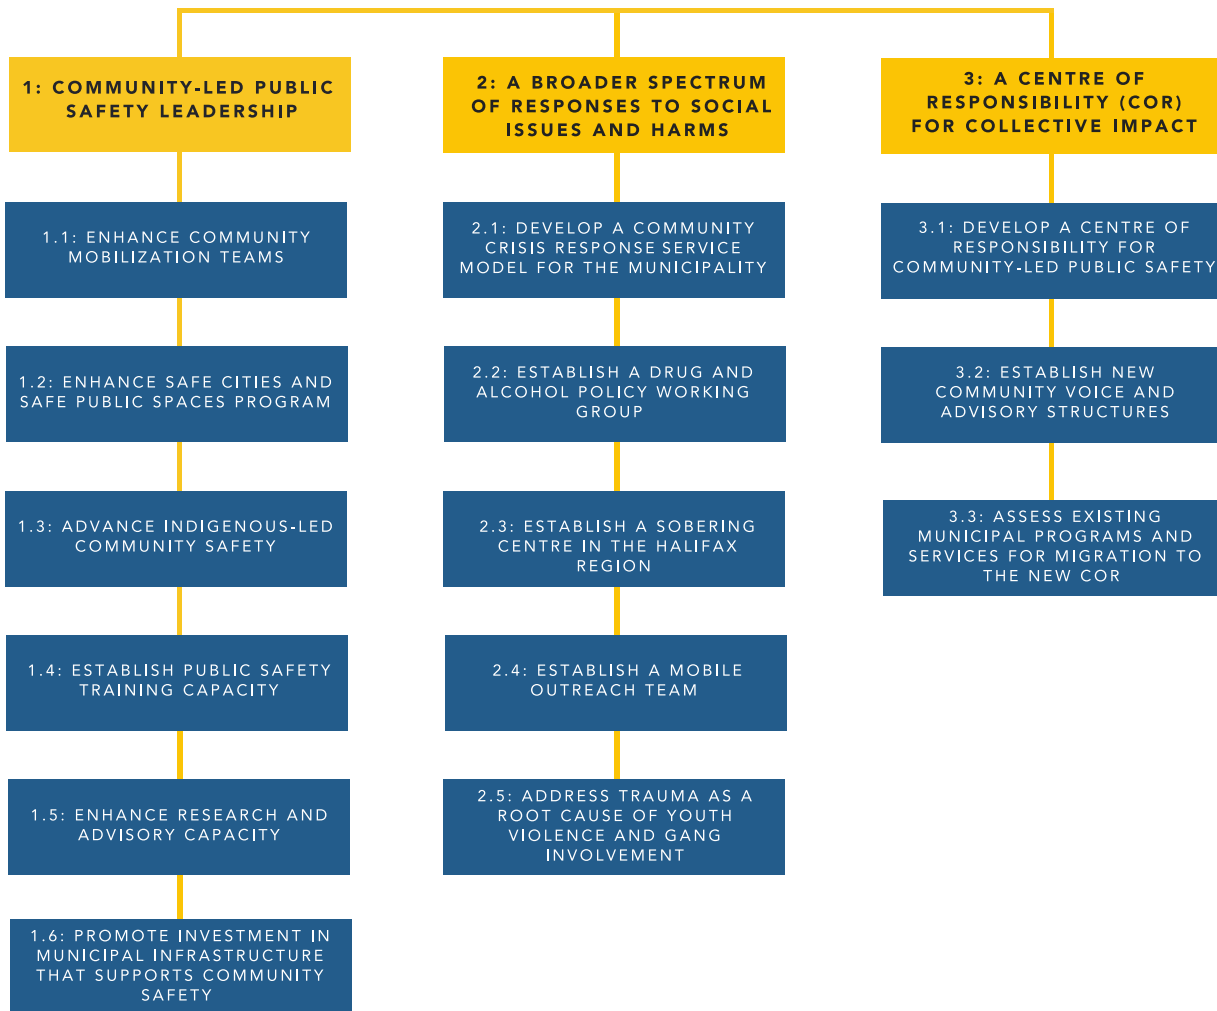 1: COMMUNITY-LED PUBLIC
SAFETY LEADERSHIP
1.1: ENHANCE COMMUNITY
MOBILIZATION TEAMS
1.2: ENHANCE SAFE CITIES AND
SAFE PUBLIC SPACES PROGRAM
1.3: ADVANCE INDIGENOUS-LED
COMMUNITY SAFETY
1.4: ESTABLISH PUBLIC SAFETY
TRAINING CAPACITY
1.5: ENHANCE RESEARCH AND
ADVISORY CAPACITY
1.6: PROMOTE INVESTMENT IN
MUNICIPAL INFRASTRUCTURE
THAT SUPPORTS COMMUNITY
SAFETY
2: A BROADER SPECTRUM
OF RESPONSES TO SOCIAL
ISSUES AND HARMS
2.1: DEVELOP A COMMUNITY
CRISIS RESPONSE SERVICE
MODEL FOR THE MUNICIPALITY
2.2: ESTABLISH A DRUG AND
ALCOHOL POLICY WORKING
GROUP
2.3: ESTABLISH A SOBERING
CENTRE IN THE HALIFAX
REGION
2.4: ESTABLISH A MOBILE
OUTREACH TEAM
2.5: ADDRESS TRAUMA AS A
ROOT CAUSE OF YOUTH
VIOLENCE AND GANG
INVOLVEMENT
3: A CENTRE OF
RESPONSIBILITY (COR)
FOR COLLECTIVE IMPACT
3.1: DEVELOP A CENTRE OF
RESPONSIBILITY FOR
COMMUNITY-LED PUBLIC SAFETY
3.2: ESTABLISH NEW
COMMUNITY VOICE AND
ADVISORY STRUCTURES
3.3: ASSESS EXISTING
MUNICIPAL PROGRAMS AND
SERVICES FOR MIGRATION TO
THE NEW COR